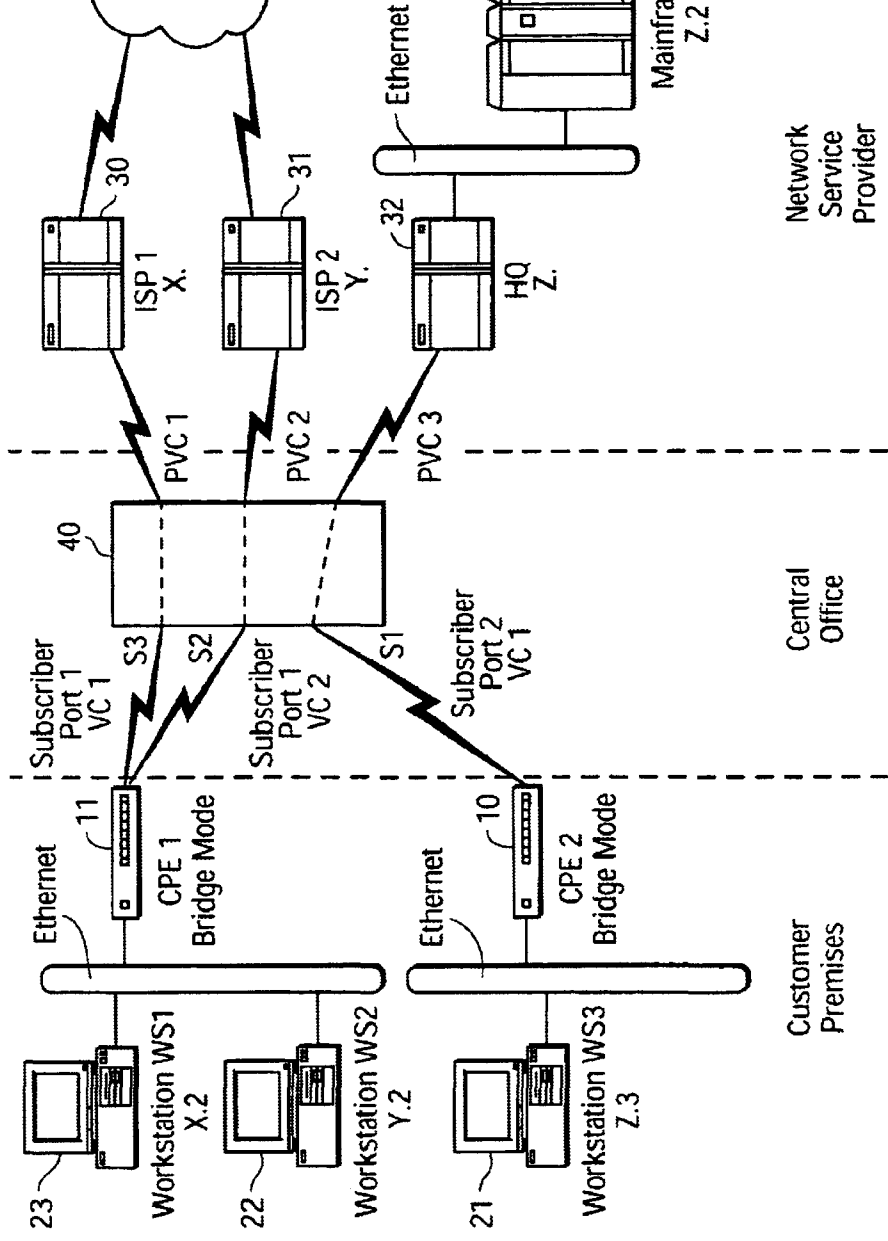 23
Workstation WS1
X.2
22
Workstation WS2
Y.2
21
Workstation WS3
Z.3
Customer
Premises
Ethernet
11
CPE 1
Bridge Mode
Ethernet
10
CPE 2
Bridge Mode
Subscriber
Port 1
VC 1
S3
S2
Subscriber
Port 1
VC 2
S1
Subscriber
Port 2
VC 1
40
Central
Office
PVC 1
PVC 2
PVC 3
30
ISP 1
X.
31
ISP 2
Y.
32
HQ
Z.
Ethernet
Mainfra
Z.2
Network
Service
Provider